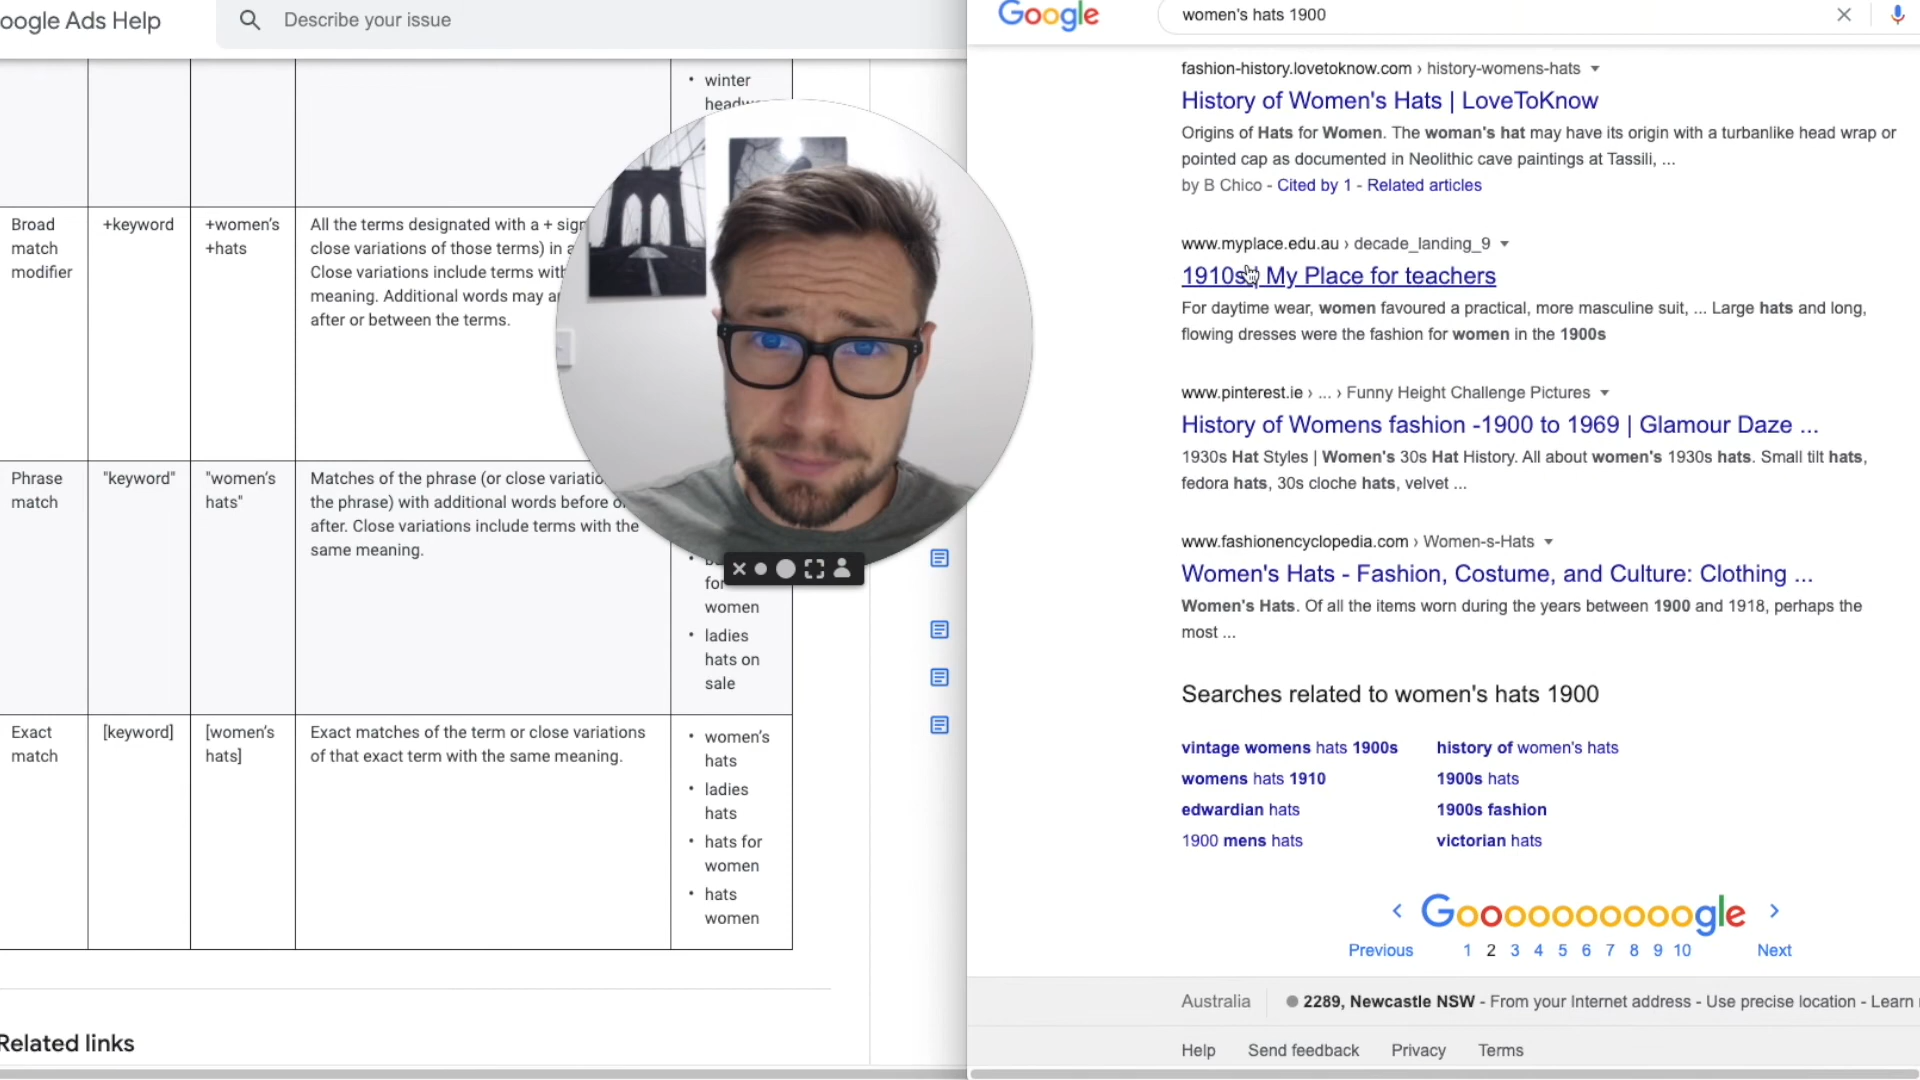 oogle Ads Help
Describe your issue
winter
Broad match modifier
+keyword
+women's +hats
All the terms designated with a + sign
close variations of those terms) in a
Close variations include terms with
meaning. Additional words may
after or between the terms.
Phrase match
"keyword"
"women's hats"
Matches of the phrase (or close
the phrase) with additional words before
after. Close variations include terms with the
same meaning.
for
women
ladies
hats on
sale
Exact match
[keyword]
[women's hats]
Exact matches of the term or close variations
of that exact term with the same meaning.
women's
hats
ladies
hats
hats for
women
hats
women
Related links
Google
women's hats 1900
fashion-history.lovetoknow.com › history-womens-hats
History of Women's Hats | LoveToKnow
Origins of Hats for Women. The woman's hat may have its origin with a turbanlike head wrap or
pointed cap as documented in Neolithic cave paintings at Tassili, ...
by B Chico - Cited by 1 - Related articles
www.myplace.edu.au › decade_landing_9
1910s | My Place for teachers
For daytime wear, women favoured a practical, more masculine suit, ... Large hats and long,
flowing dresses were the fashion for women in the 1900s
www.pinterest.ie › ... › Funny Height Challenge Pictures
History of Womens fashion -1900 to 1969 | Glamour Daze ...
1930s Hat Styles | Women's 30s Hat History. All about women's 1930s hats. Small tilt hats,
fedora hats, 30s cloche hats, velvet ...
www.fashionencyclopedia.com › Women-s-Hats
Women's Hats - Fashion, Costume, and Culture: Clothing ...
Women's Hats. Of all the items worn during the years between 1900 and 1918, perhaps the
most ...
Searches related to women's hats 1900
vintage womens hats 1900s
history of women's hats
womens hats 1910
1900s hats
edwardian hats
1900s fashion
1900 mens hats
victorian hats
Goooooooooogle
Previous 1 2 3 4 5 6 7 8 9 10 Next
Australia
2289, Newcastle NSW - From your Internet address - Use precise location - Learn
Help Send feedback Privacy Terms